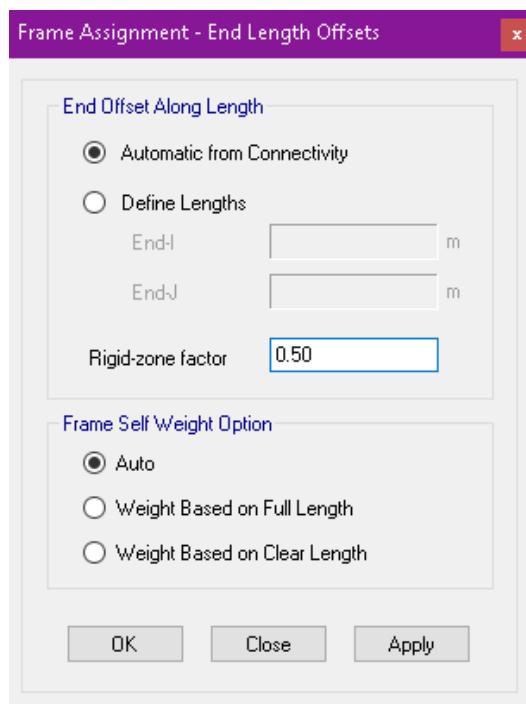 Frame Assignment - End Length Offsets
x
End Offset Along Length
Automatic from Connectivity
Define Lengths
End-I m
End-J m
Rigid-zone factor 0.50
Frame Self Weight Option
Auto
Weight Based on Full Length
Weight Based on Clear Length
OK Close Apply